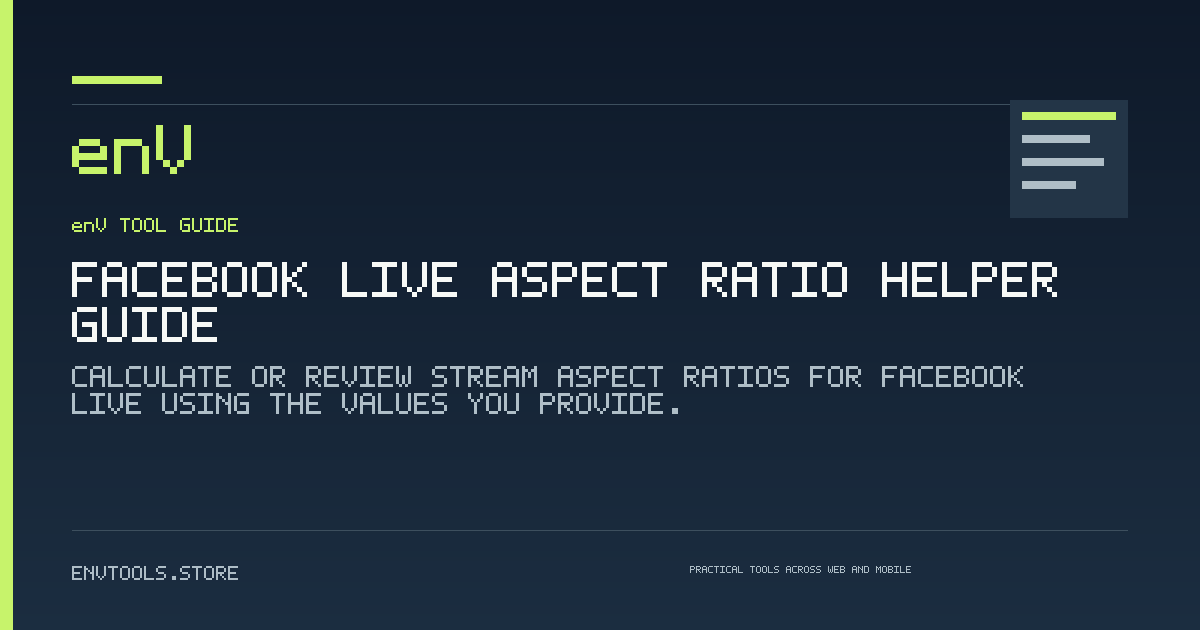 enV
enV TOOL GUIDE
FACEBOOK LIVE ASPECT RATIO HELPER
GUIDE
CALCULATE OR REVIEW STREAM ASPECT RATIOS FOR FACEBOOK
LIVE USING THE VALUES YOU PROVIDE.
ENVTOOLS.STORE
PRACTICAL TOOLS ACROSS WEB AND MOBILE